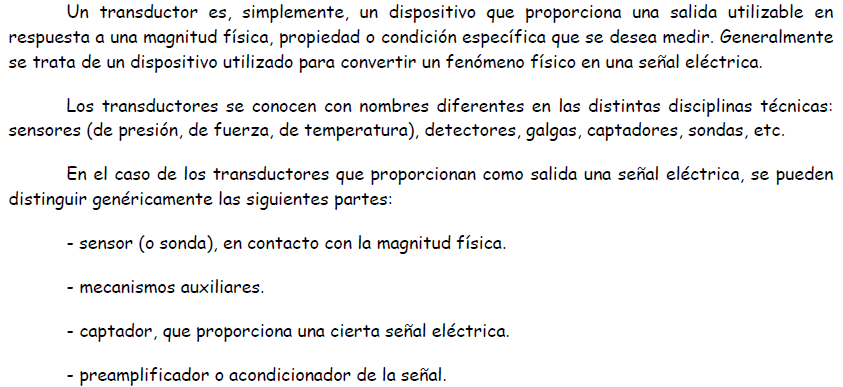 Un transductor es, simplemente, un dispositivo que proporciona una salida utilizable en
respuesta a una magnitud física, propiedad o condición específica que se desea medir. Generalmente
se trata de un dispositivo utilizado para convertir un fenómeno físico en una señal eléctrica.
Los transductores se conocen con nombres diferentes en las distintas disciplinas técnicas:
sensores (de presión, de fuerza, de temperatura), detectores, galgas, captadores, sondas, etc.
En el caso de los transductores que proporcionan como salida una señal eléctrica, se pueden
distinguir genéricamente las siguientes partes:
- sensor (o sonda), en contacto con la magnitud física.
- mecanismos auxiliares.
- captador, que proporciona una cierta señal eléctrica.
- preamplificador o acondicionador de la señal.